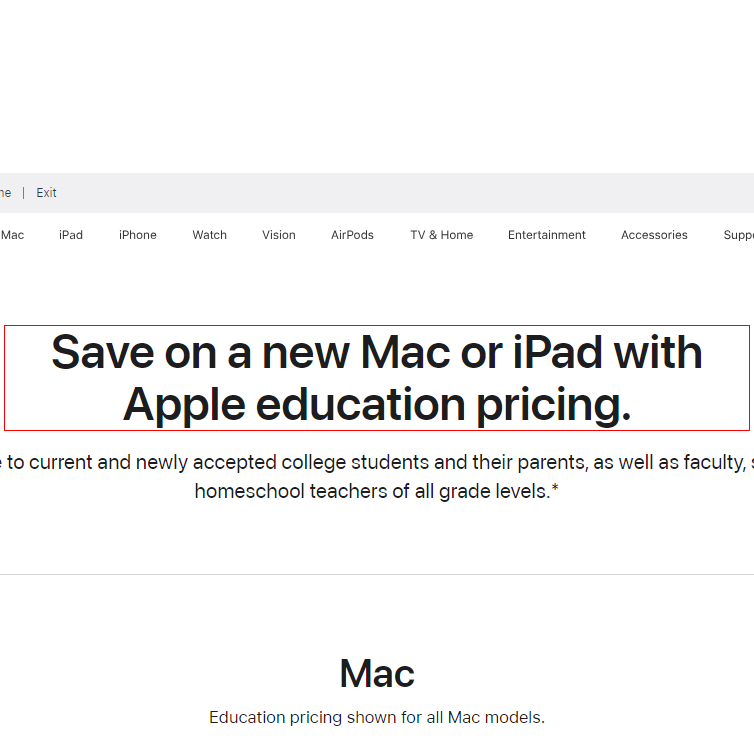 Exit
Mac iPad iPhone Watch Vision AirPods TV & Home Entertainment Accessories
Save on a new Mac or iPad with
Apple education pricing.
to current and newly accepted college students and their parents, as well as faculty,
homeschool teachers of all grade levels.*
Mac
Education pricing shown for all Mac models.